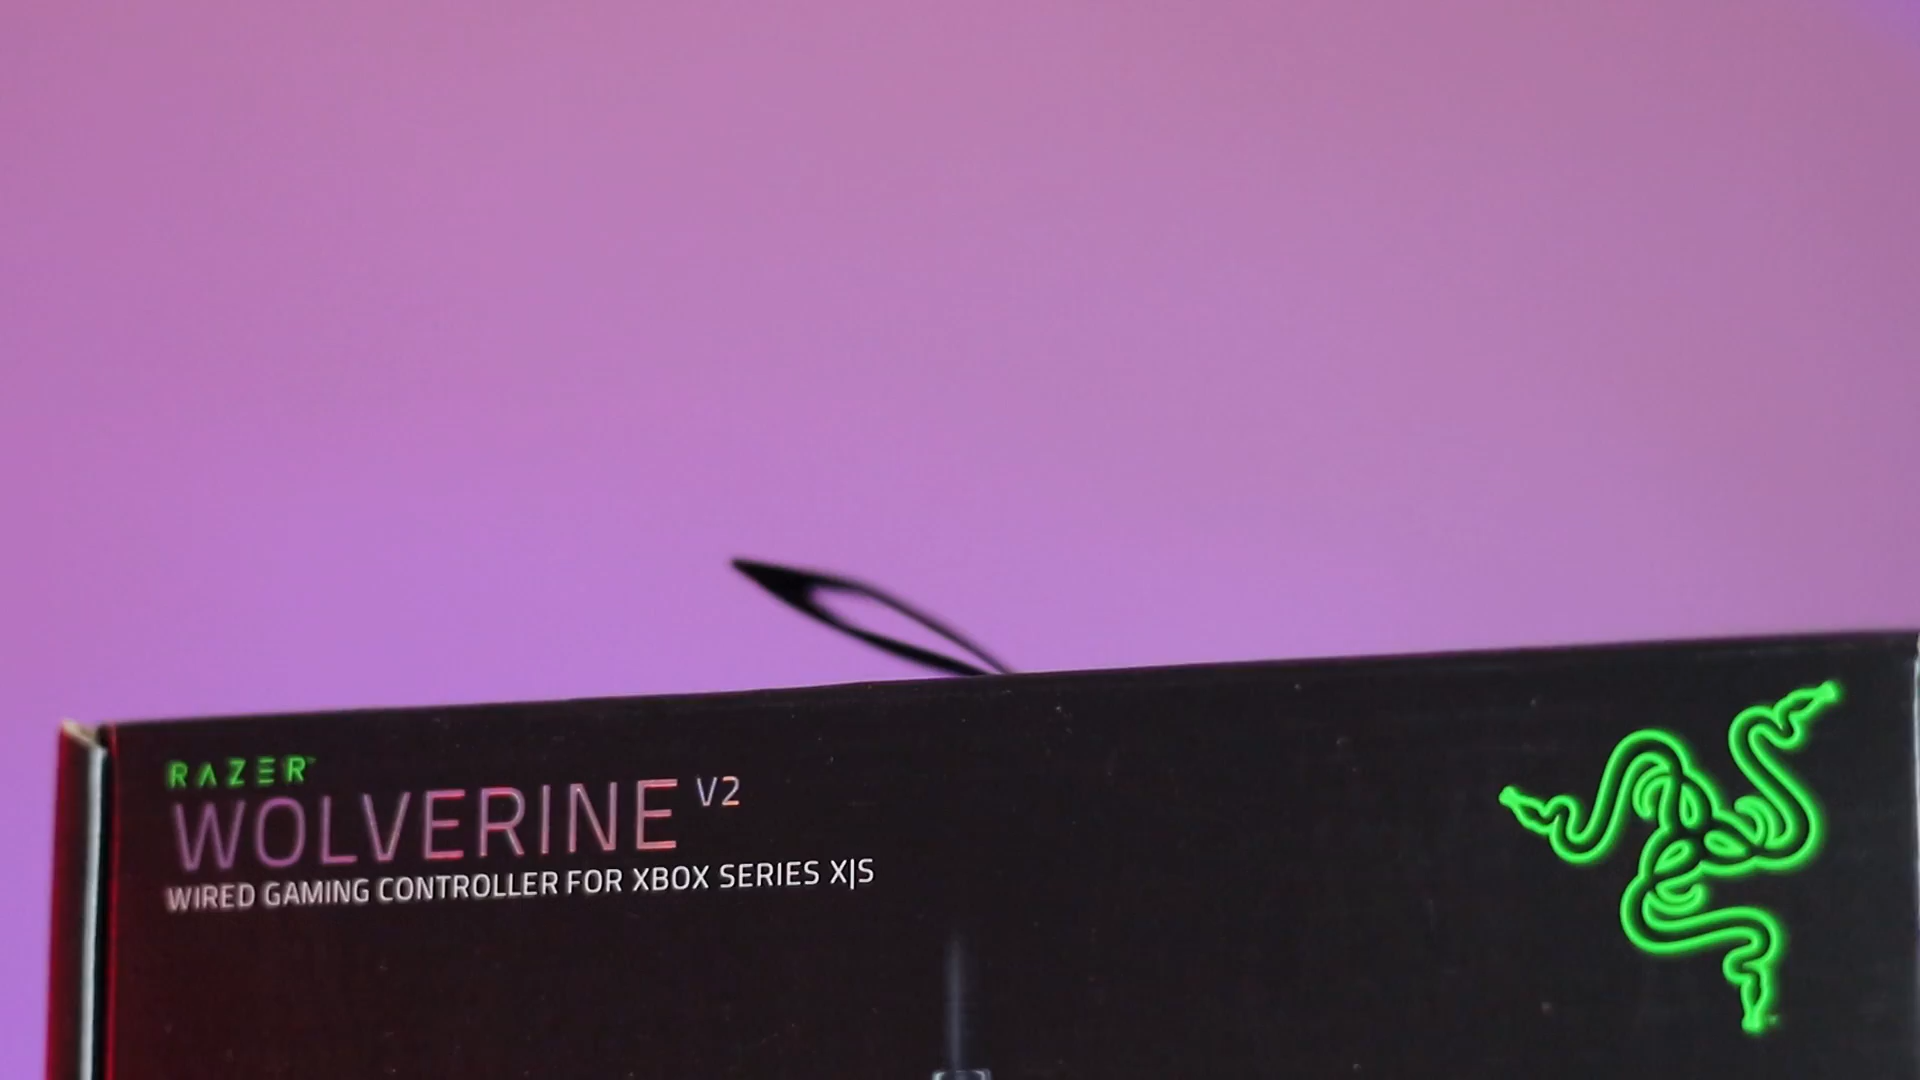 RAZER™
WOLVERINE V2
WIRED GAMING CONTROLLER FOR XBOX SERIES X|S